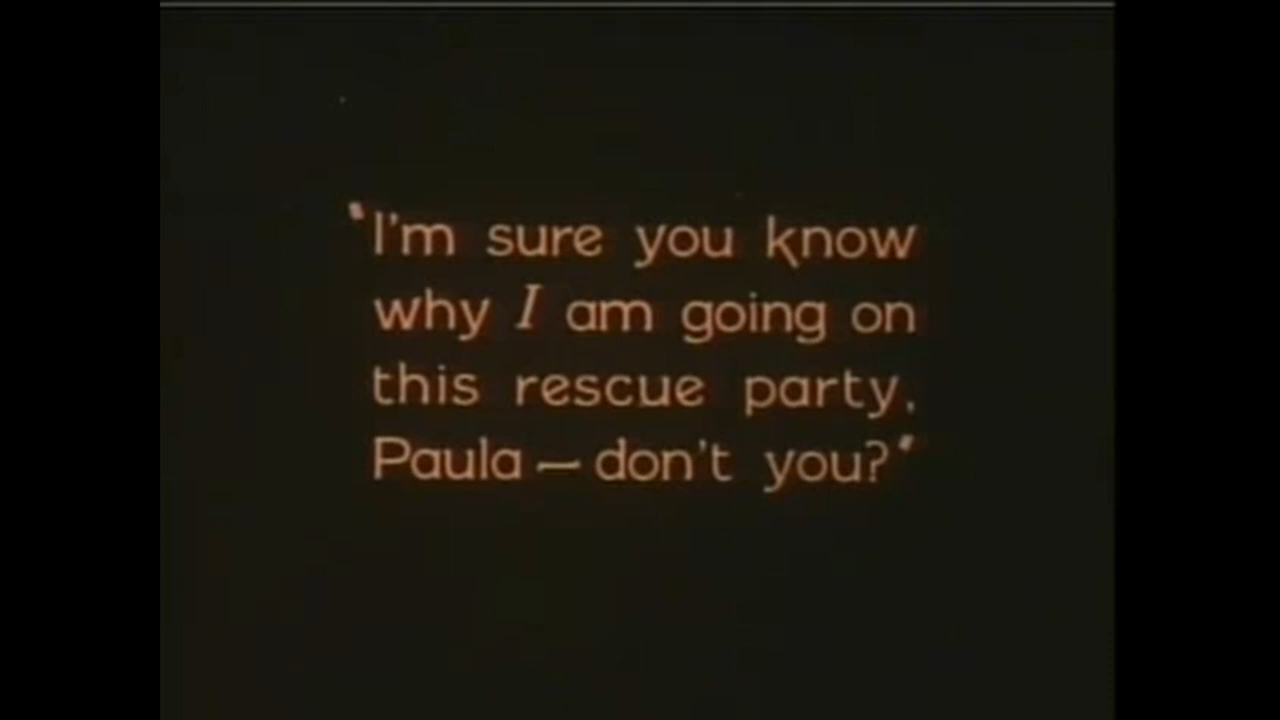 "I'm sure you know
why I am going on
this rescue party,
Paula — don't you?"